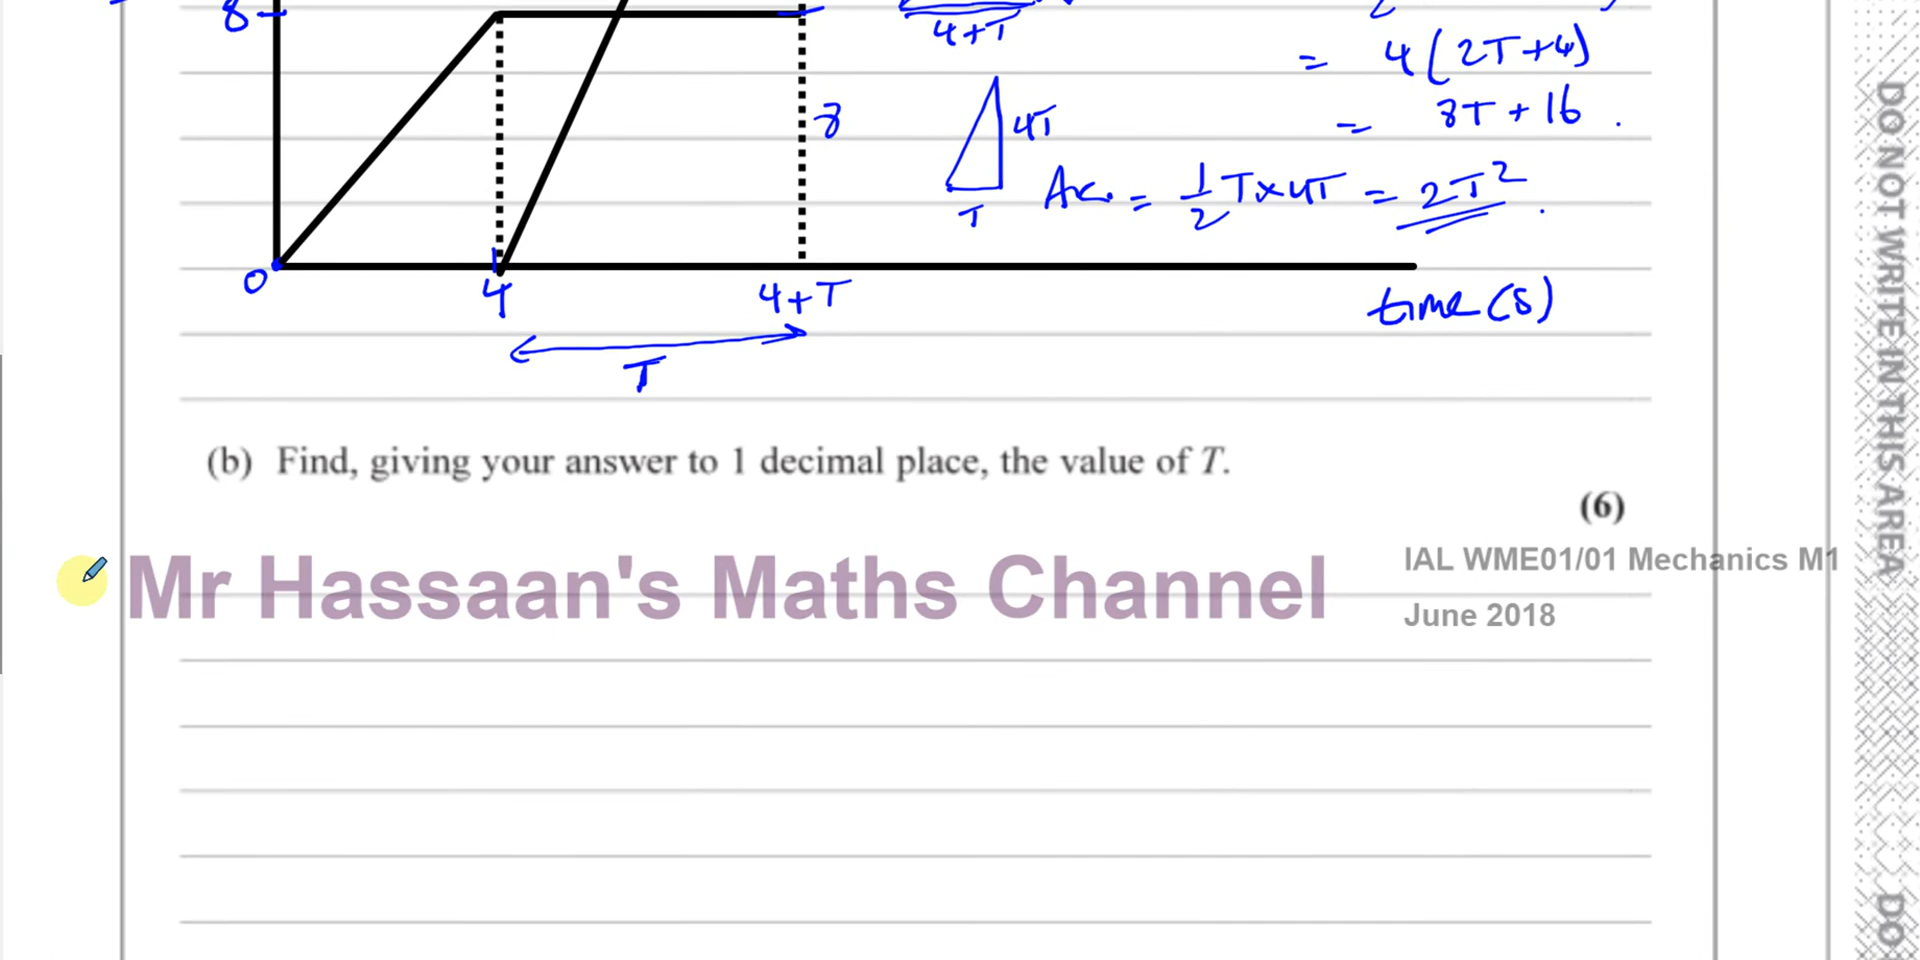 8
4+T
= 4(2T+4)
= 8T + 16 .
8
4T
T
Are. = 1/2 T×4T = 2T² .
0
4
4+T
time (s)
T
(b) Find, giving your answer to 1 decimal place, the value of T.
(6)
Mr Hassaan's Maths Channel
IAL WME01/01 Mechanics M1
June 2018
DO NOT WRITE IN THIS AREA
DO